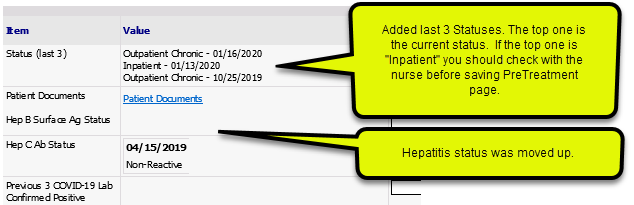 Item Value
Status (last 3 ) Outpatient Chronic - 01/16/2020
Inpatient - 01/13/2020
Outpatient Chronic - 10/25/2019
Added last 3 Statuses. The top one is
the current status. If the top one is
"Inpatient" you should check with the
nurse before saving PreTreatment
page.
Patient Documents Patient Documents
Hep B Surface Ag Status
Hep C Ab Status 04/15/2019
Non-Reactive
Hepatitis status was moved up.
Previous 3 COVID-19 Lab
Confirmed Positive